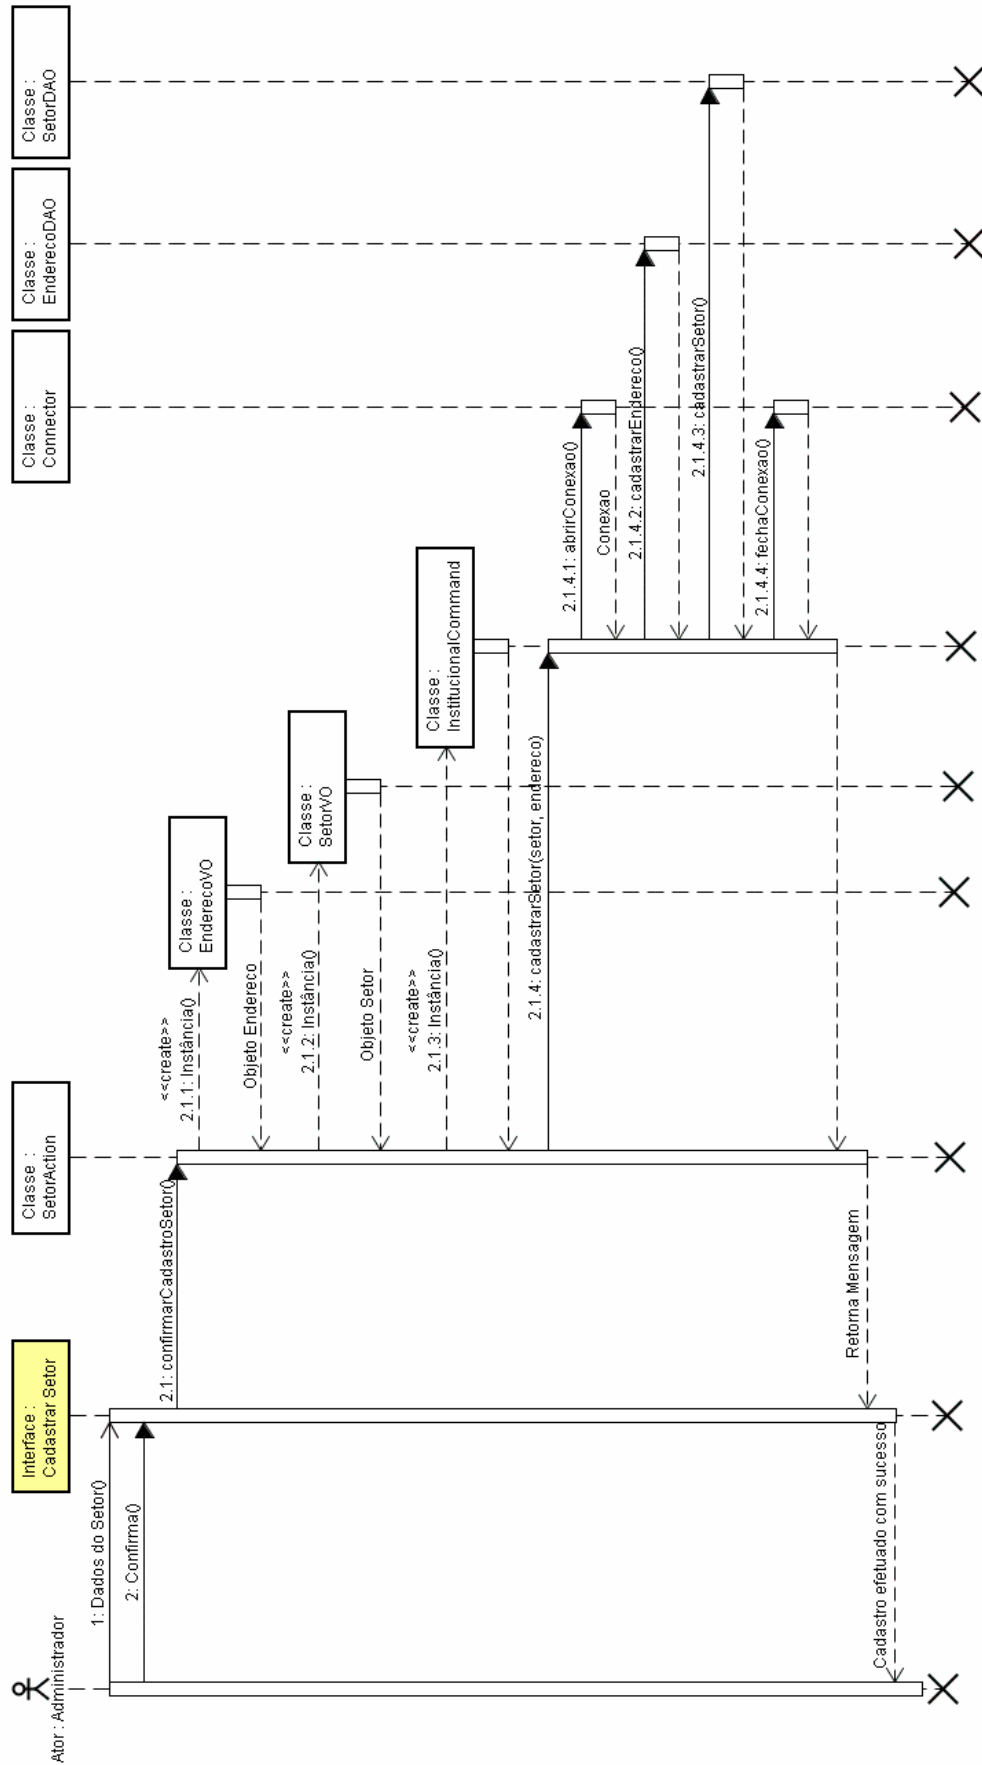 Ator : Administrador
Interface :
Cadastrar Setor
Classe :
SetorAction
Classe :
EnderecoVO
Classe :
SetorVO
Classe :
InstitucionalCommand
Classe :
Connector
Classe :
EnderecoDAO
Classe :
SetorDAO
1: Dados do Setor()
2: Confirma()
2.1: confirmarCadastroSetor()
<<create>>
2.1.1: Instância()
Objeto Endereco
<<create>>
2.1.2: Instância()
Objeto Setor
<<create>>
2.1.3: Instância()
2.1.4: cadastrarSetor(setor, endereco)
2.1.4.1: abrirConexao()
Conexao
2.1.4.2: cadastrarEndereco()
2.1.4.3: cadastrarSetor()
2.1.4.4: fechaConexao()
Retorna Mensagem
Cadastro efetuado com sucesso